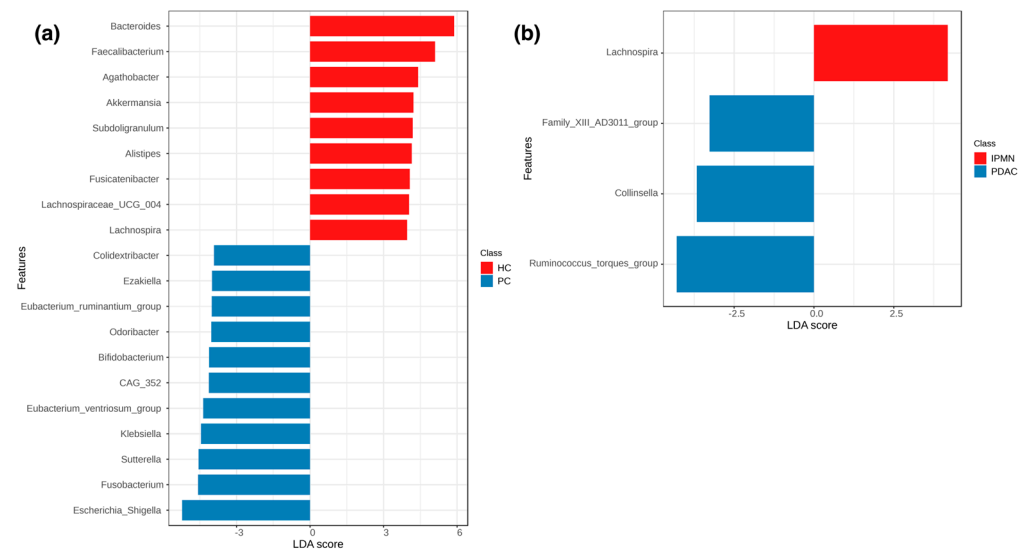 (a)
Bacteroides
Faecalibacterium
Agathobacter
Akkermansia
Subdoligranulum
Alistipes
Fusicatenibacter
Lachnospiraceae_UCG_004
Lachnospira
Colidextribacter
Ezakiella
Eubacterium_ruminantium_group
Odoribacter
Bifidobacterium
CAG_352
Eubacterium_ventriosum_group
Klebsiella
Sutterella
Fusobacterium
Escherichia_Shigella
Features
-3 0 3 6
LDA score
Class
HC
PC
(b)
Lachnospira
Family_XIII_AD3011_group
Collinsella
Ruminococcus_torques_group
Features
-2.5 0.0 2.5
LDA score
Class
IPMN
PDAC